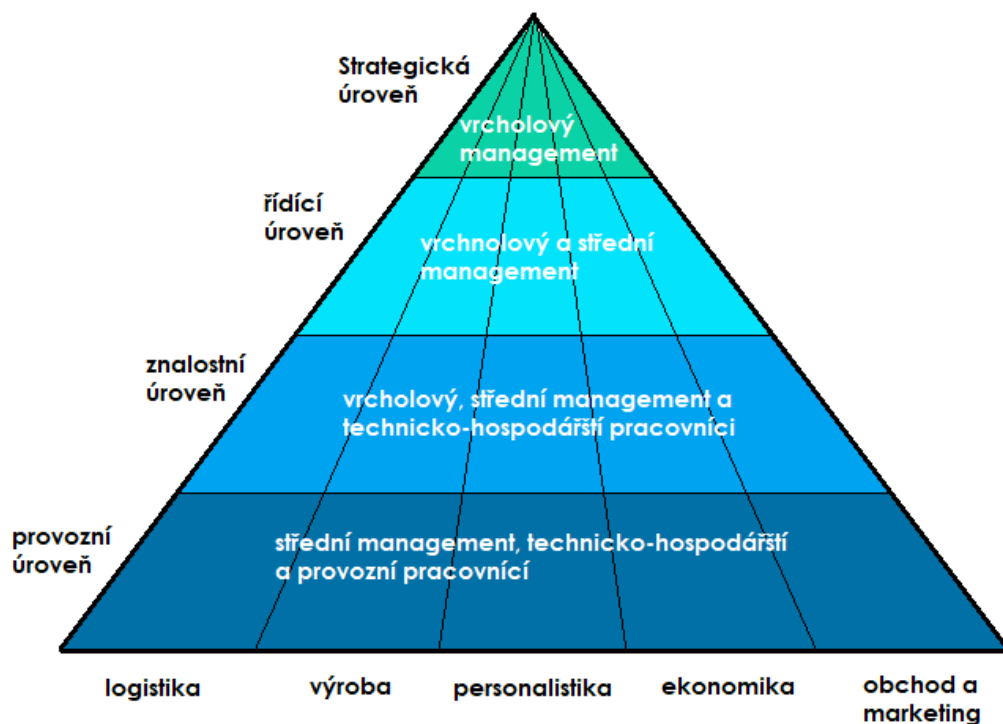 Strategická
úroveň
vrcholový
management
řídící
úroveň
vrchnolový a střední
management
znalostní
úroveň
vrcholový, střední management a
technicko-hospodářští pracovníci
provozní
úroveň
střední management, technicko-hospodářští
a provozní pracovnící
logistika
výroba
personalistika
ekonomika
obchod a
marketing